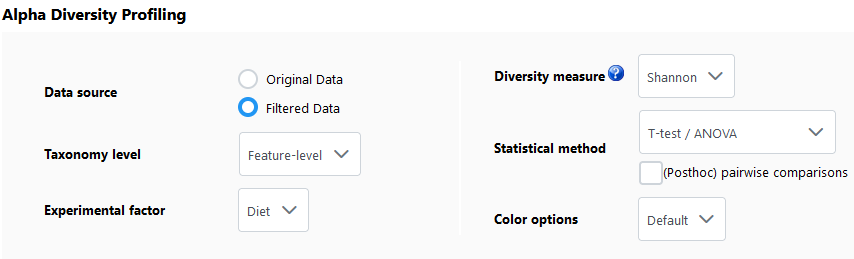 Alpha Diversity Profiling
Data source
Original Data
Filtered Data
Taxonomy level
Feature-level
Experimental factor
Diet
Diversity measure ?
Shannon
Statistical method
T-test / ANOVA
(Posthoc) pairwise comparisons
Color options
Default